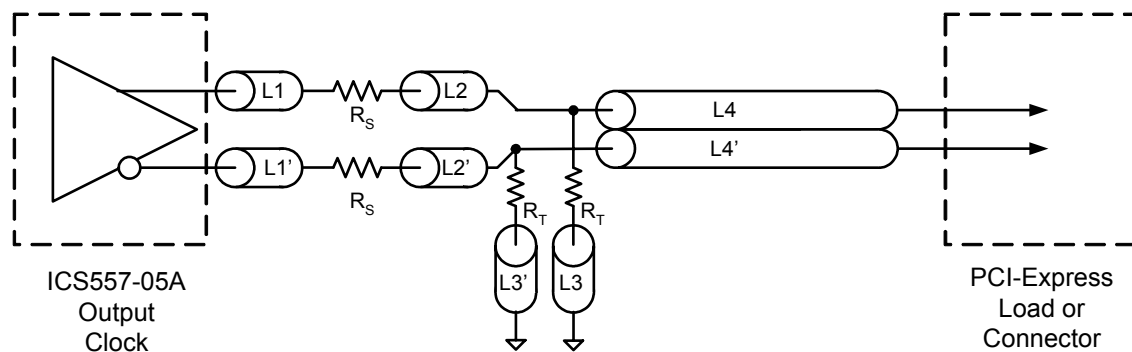 L1
R_S
L2
L4
L1'
R_S
L2'
L4'
R_T
R_T
L3'
L3
ICS557-05A
Output
Clock
PCI-Express
Load or
Connector